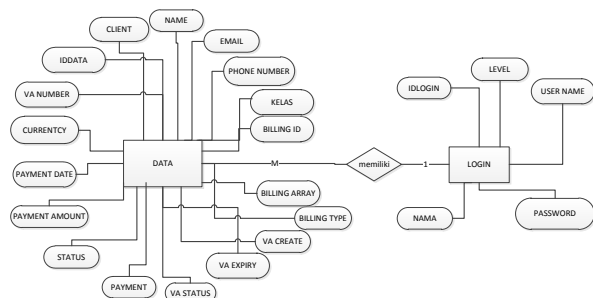 NAME
CLIENT
EMAIL
IDDATA
PHONE NUMBER
VA NUMBER
KELAS
CURRENTCY
BILLING ID
DATA
PAYMENT DATE
BILLING ARRAY
PAYMENT AMOUNT
BILLING TYPE
STATUS
VA CREATE
PAYMENT
VA EXPIRY
VA STATUS
M
memiliki
1
LEVEL
IDLOGIN
USER NAME
LOGIN
NAMA
PASSWORD